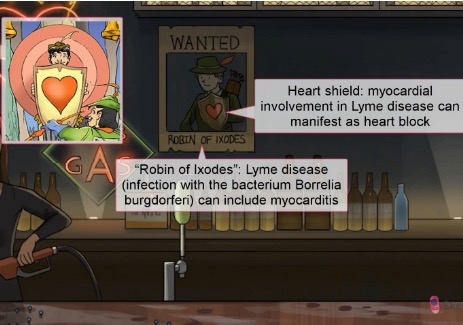 WANTED
ROBIN OF IXODES
Heart shield: myocardial
involvement in Lyme disease can
manifest as heart block
GAS
“Robin of Ixodes”: Lyme disease
(infection with the bacterium Borrelia
burgdorferi) can include myocarditis